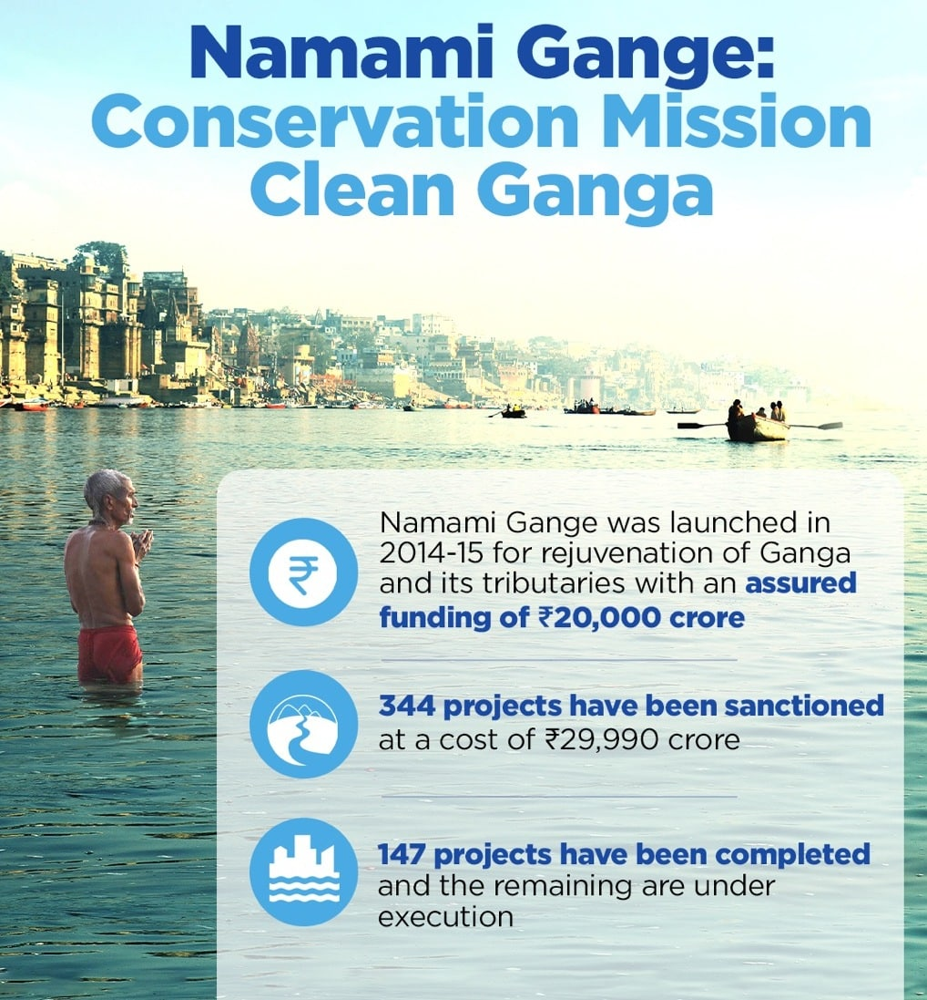 Namami Gange:
Conservation Mission
Clean Ganga
₹
Namami Gange was launched in
2014-15 for rejuvenation of Ganga
and its tributaries with an assured
funding of ₹20,000 crore
344 projects have been sanctioned
at a cost of ₹29,990 crore
147 projects have been completed
and the remaining are under
execution